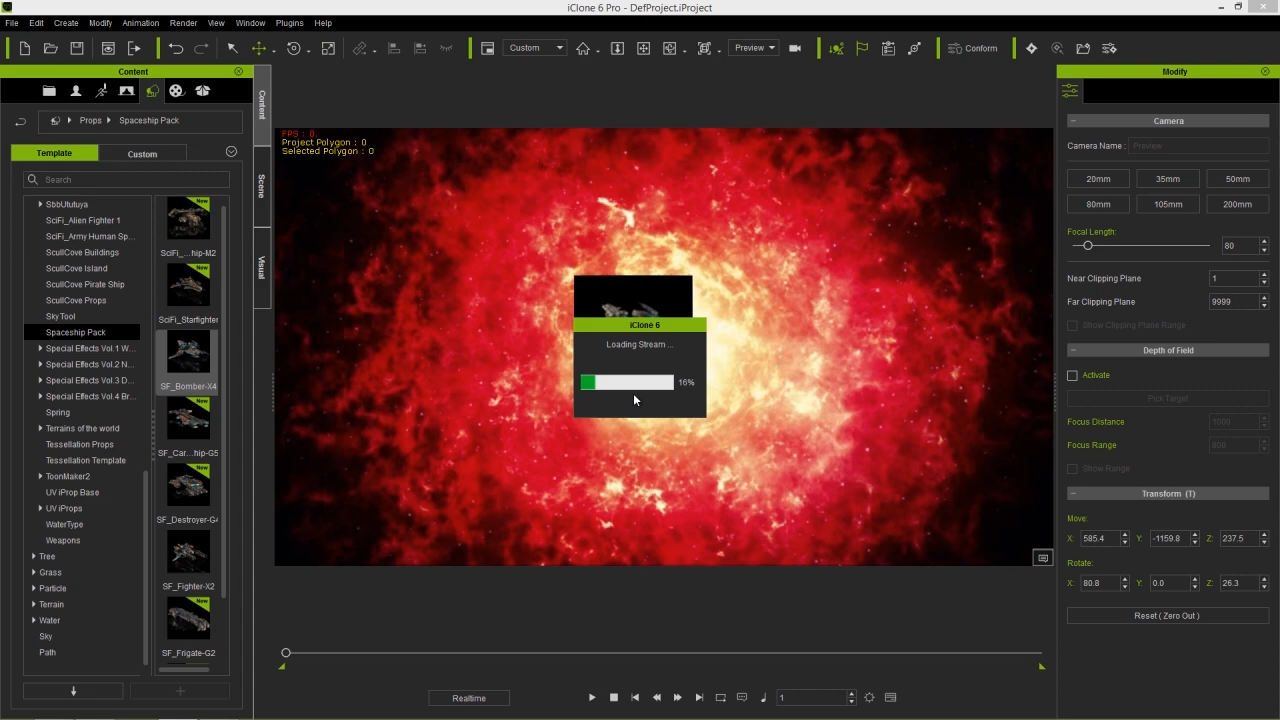 iClone 6 Pro - DefProject.iProject
File Edit Create Modify Animation Render View Window Plugins Help
Custom
Preview
Conform
Content
Props Spaceship Pack
Template Custom
Search
SbbUtutuya
SciFi_Alien Fighter 1
SciFi_Army Human Sp...
ScullCove Buildings
ScullCove Island
ScullCove Pirate Ship
ScullCove Props
SkyTool
Spaceship Pack
Special Effects Vol.1 W...
Special Effects Vol.2 N...
Special Effects Vol.3 D...
Special Effects Vol.4 Br...
Spring
Terrains of the world
Tessellation Props
Tessellation Template
ToonMaker2
UV iProp Base
UV iProps
WaterType
Weapons
Tree
Grass
Particle
Terrain
Water
Sky
Path
New
SciFi_...hip-M2
New
SciFi_Starfighter
SF_Bomber-X4
New
SF_Car...hip-G5
New
SF_Destroyer-G4
SF_Fighter-X2
New
SF_Frigate-G2
Content
Scene
Visual
FPS : 0
Project Polygon : 0
Selected Polygon : 0
iClone 6
Loading Stream ...
16%
Realtime
1
Modify
Camera
Camera Name : Preview
20mm 35mm 50mm
80mm 105mm 200mm
Focal Length:
80
Near Clipping Plane 1
Far Clipping Plane 9999
Show Clipping Plane Range
Depth of Field
Activate
Pick Target
Focus Distance 1000
Focus Range 800
Show Range
Transform (T)
Move:
X: 585.4 Y: -1159.8 Z: 237.5
Rotate:
X: 80.8 Y: 0.0 Z: 26.3
Reset ( Zero Out )